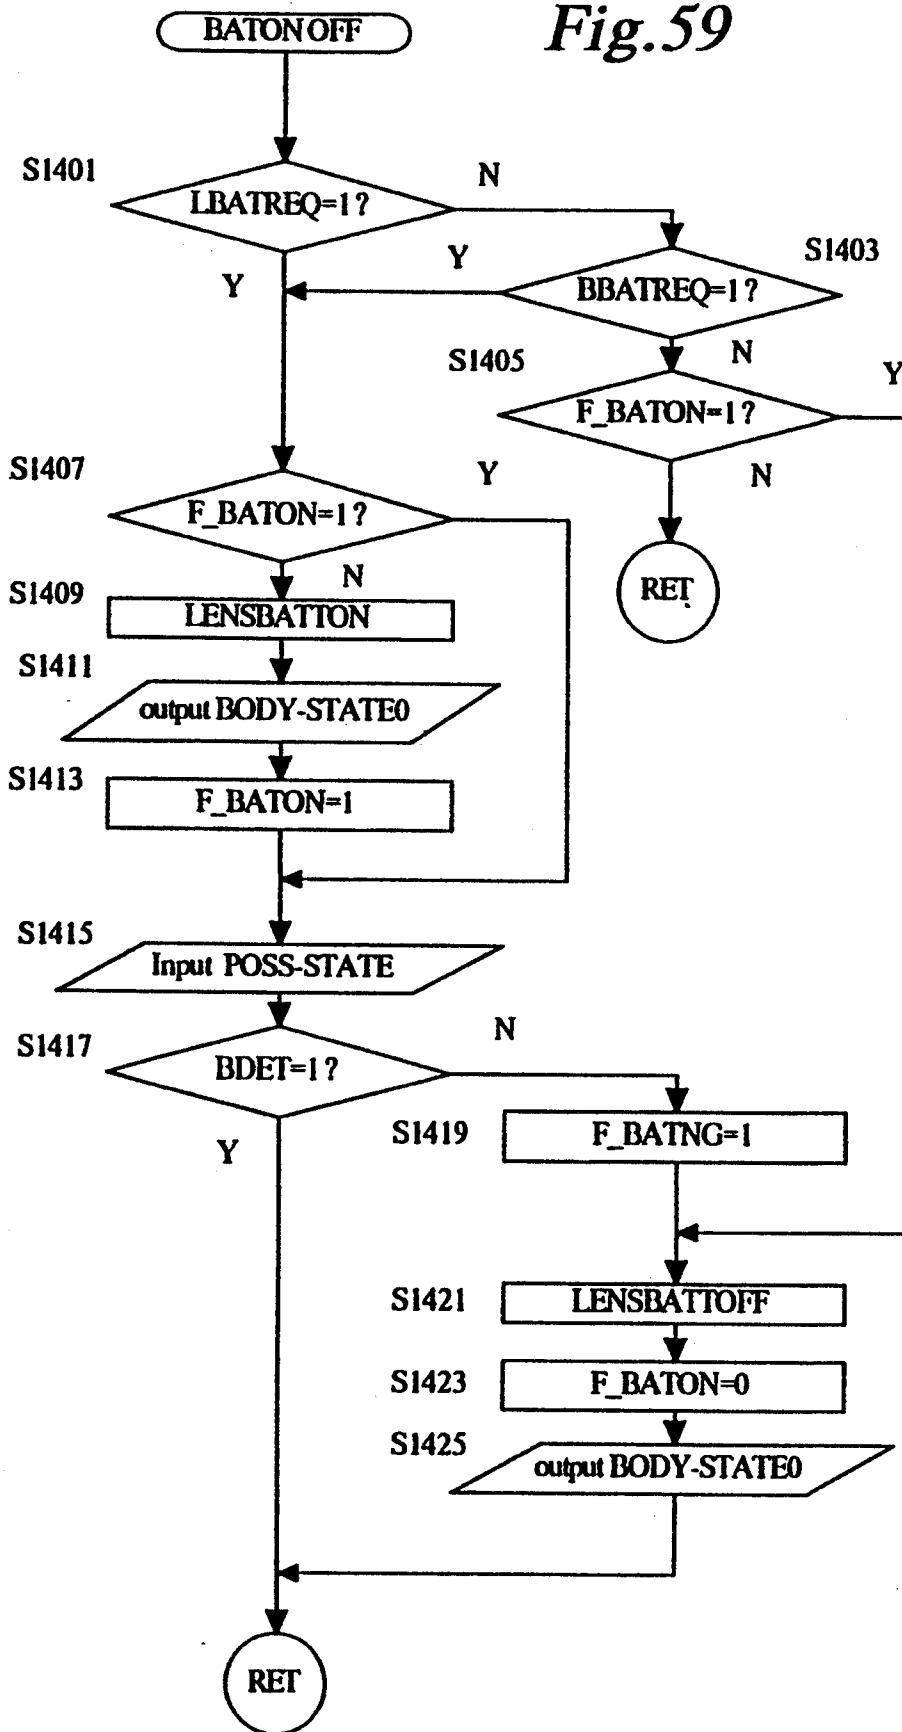 Fig.59
BATON OFF
S1401
LBATREQ=1?
N
Y
S1403
BBATREQ=1?
Y
N
S1405
F_BATON=1?
Y
N
RET
S1407
F_BATON=1?
Y
N
S1409
LENSBATTON
S1411
output BODY-STATE0
S1413
F_BATON=1
S1415
Input POSS-STATE
S1417
BDET=1?
N
Y
S1419
F_BATNG=1
S1421
LENSBATTOFF
S1423
F_BATON=0
S1425
output BODY-STATE0
RET